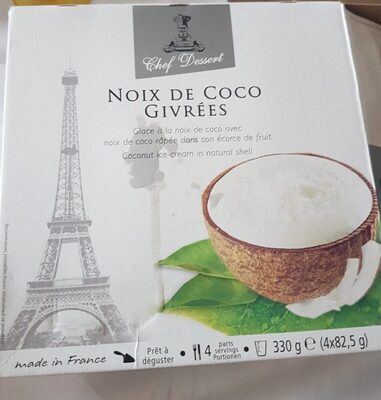 Chef Dessert
NOIX DE COCO
GIVRÉES
Glace à la noix de coco avec
noix de coco râpée dans son écorce de fruit
Coconut ice cream in natural shell
made in France
Prêt à
déguster
4
parts
servings
Portionen
330 g e (4x82,5 g)